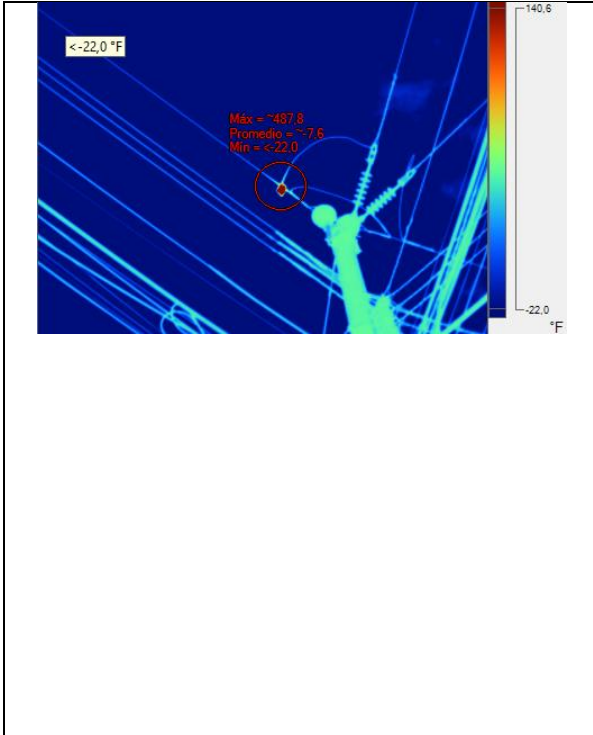 <-22,0 °F
140,6
Máx = ~487,8
Promedio = ~-7,6
Mín = <-22,0
-22,0
°F